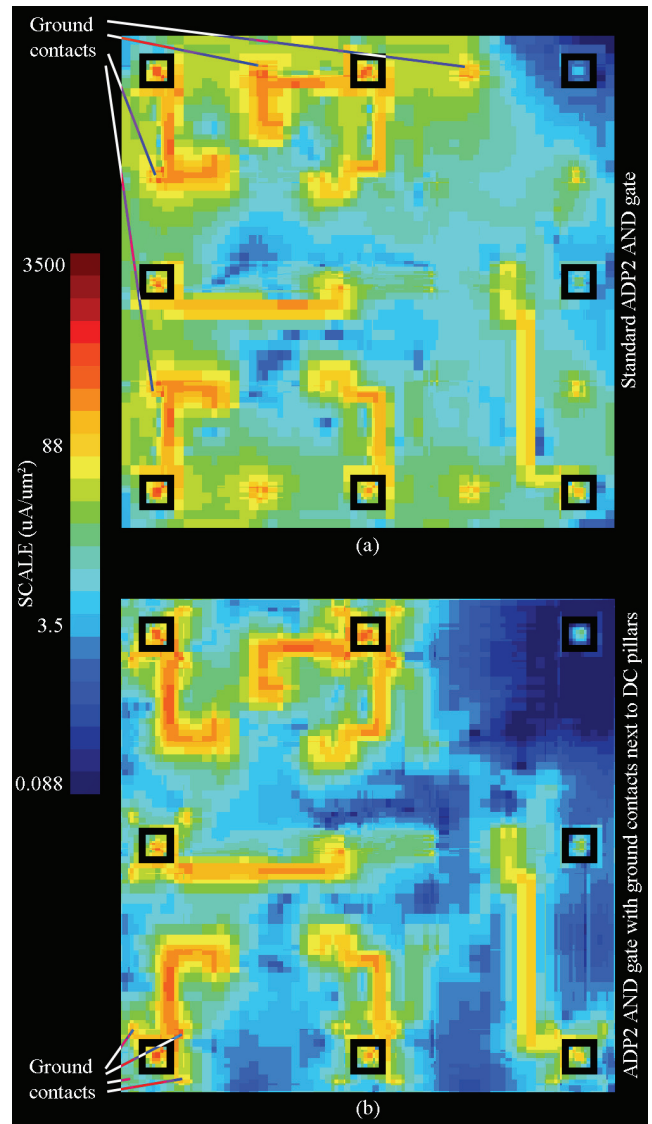 Ground
contacts
Standard ADP2 AND gate
3500
88
SCALE (uA/um²)
3.5
0.088
(a)
ADP2 AND gate with ground contacts next to DC pillars
Ground
contacts
(b)